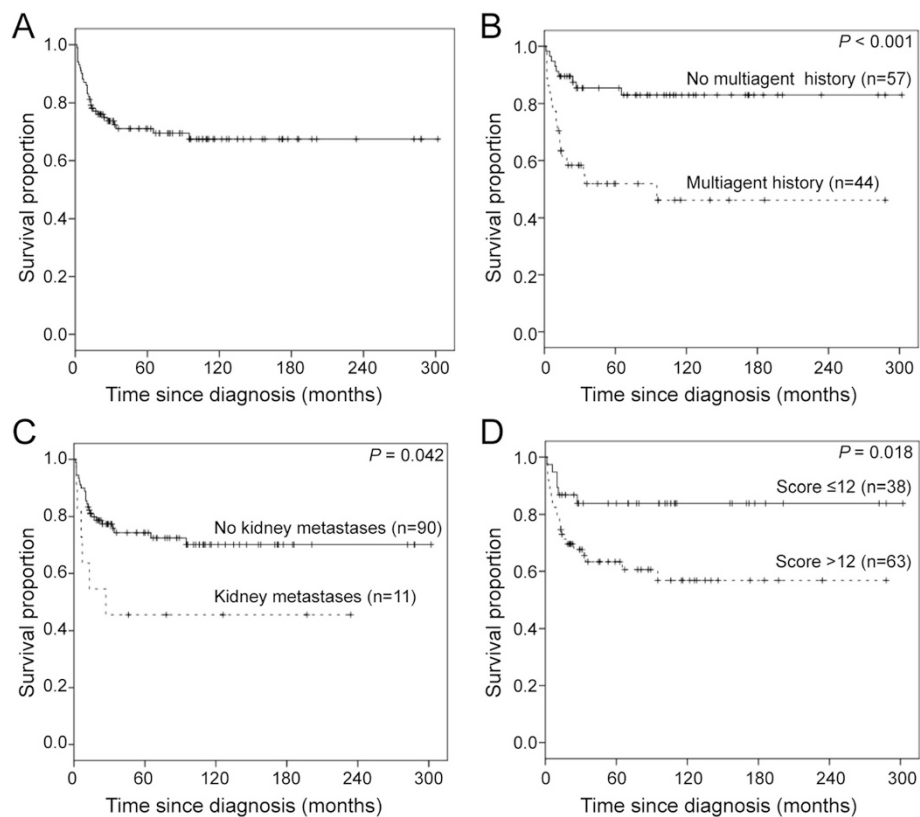 A
1.0
0.8
0.6
0.4
0.2
0.0
Survival proportion
0 60 120 180 240 300
Time since diagnosis (months)
B
P < 0.001
1.0
0.8
0.6
0.4
0.2
0.0
Survival proportion
No multiagent history (n=57)
Multiagent history (n=44)
0 60 120 180 240 300
Time since diagnosis (months)
C
P = 0.042
1.0
0.8
0.6
0.4
0.2
0.0
Survival proportion
No kidney metastases (n=90)
Kidney metastases (n=11)
0 60 120 180 240 300
Time since diagnosis (months)
D
P = 0.018
1.0
0.8
0.6
0.4
0.2
0.0
Survival proportion
Score ≤12 (n=38)
Score >12 (n=63)
0 60 120 180 240 300
Time since diagnosis (months)